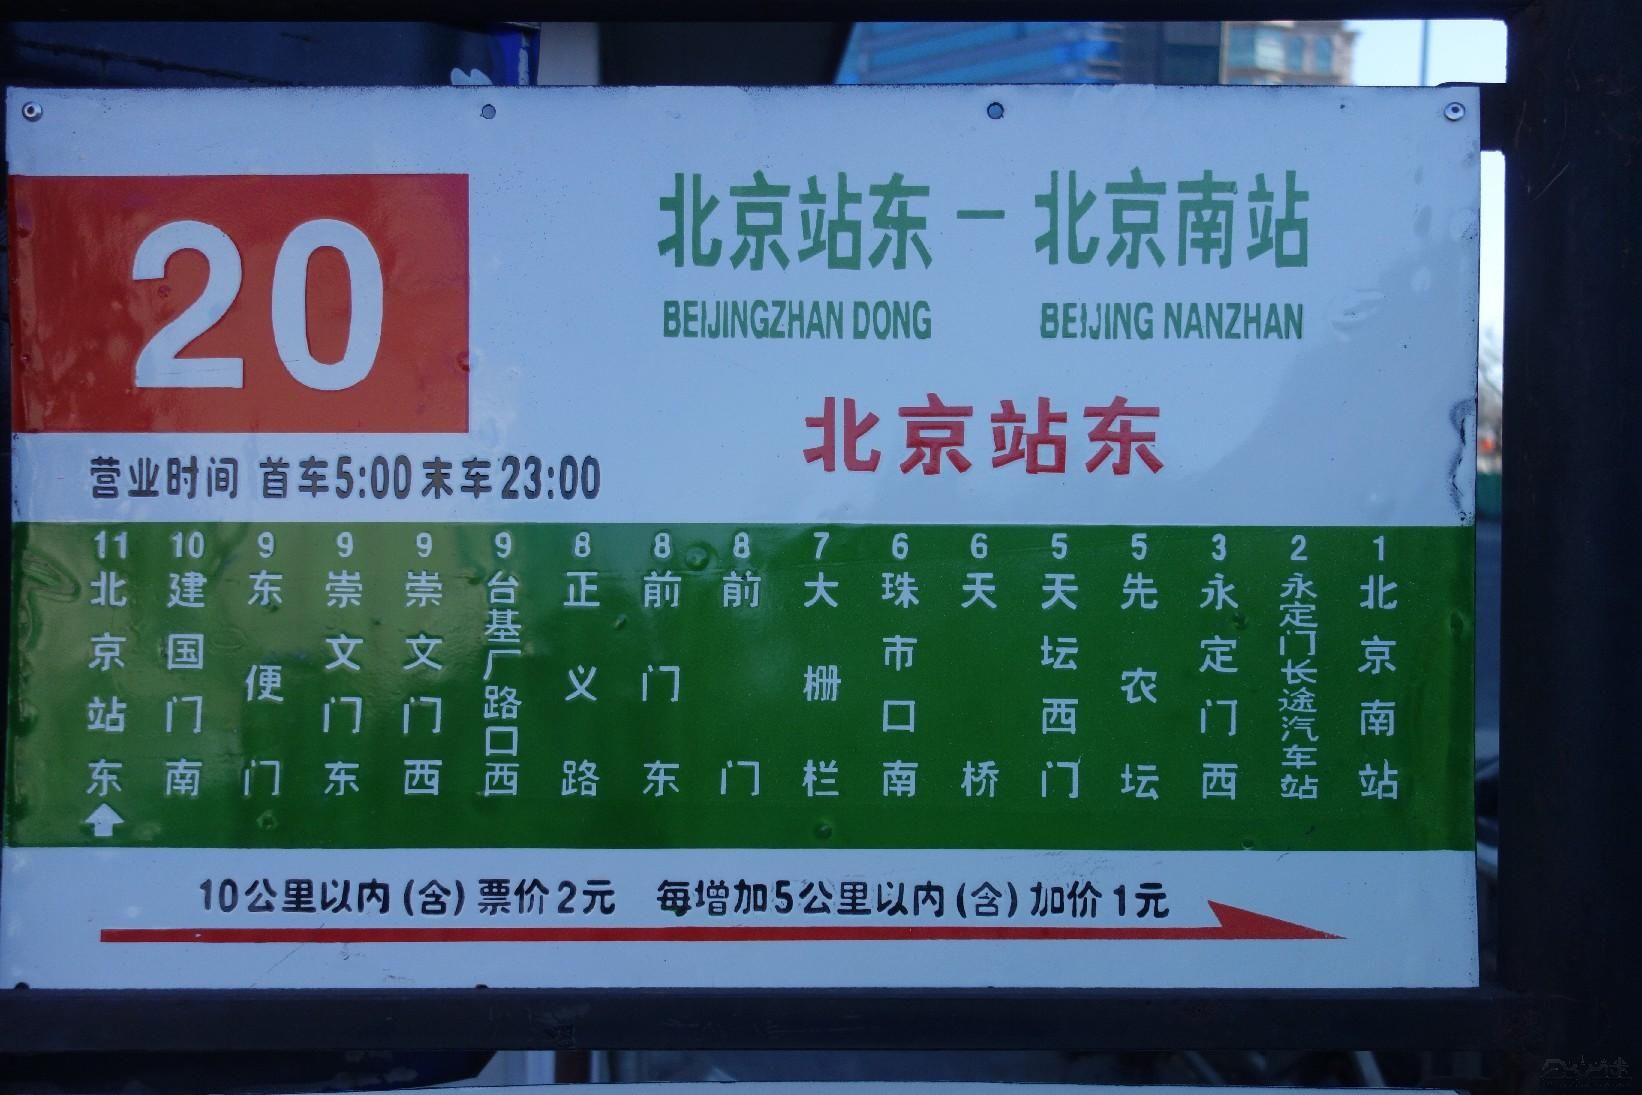 20
北京站东 — 北京南站
BEIJINGZHAN DONG BEIJING NANZHAN
北京站东
营业时间 首车5:00 末车23:00
11 北京站东
10 建国门南
9 东便门
9 崇文门东
9 崇文门西
9 台基厂路口西
8 正义路
8 前门东
8 前门
7 大栅栏
6 珠市口南
6 天桥
5 天坛西门
5 先农坛
3 永定门西
2 永定门长途汽车站
1 北京南站
10公里以内(含)票价2元 每增加5公里以内(含)加价1元